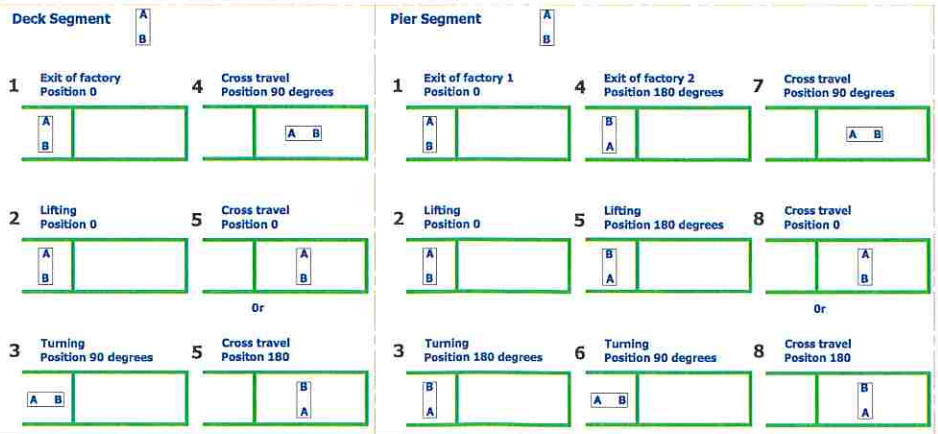 Deck Segment
A
B
1
Exit of factory
Position 0
A
B
2
Lifting
Position 0
A
B
3
Turning
Position 90 degrees
A B
4
Cross travel
Position 90 degrees
A B
5
Cross travel
Position 0
A
B
Or
5
Cross travel
Positon 180
B
A
Pier Segment
A
B
1
Exit of factory 1
Position 0
A
B
2
Lifting
Position 0
A
B
3
Turning
Position 180 degrees
B
A
4
Exit of factory 2
Position 180 degrees
B
A
5
Lifting
Position 180 degrees
B
A
6
Turning
Position 90 degrees
A B
7
Cross travel
Position 90 degrees
A B
8
Cross travel
Position 0
A
B
Or
8
Cross travel
Positon 180
B
A